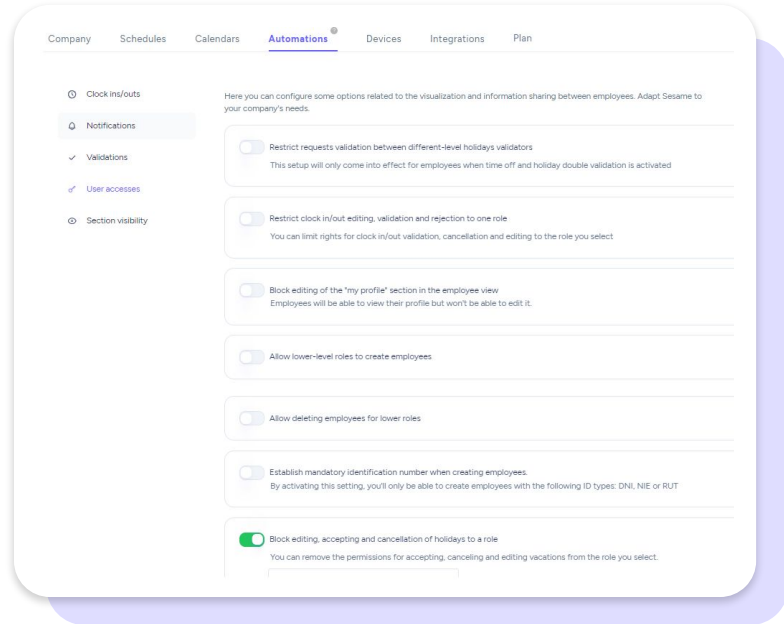 Company Schedules Calendars Automations ? Devices Integrations Plan
Clock ins/outs
Notifications
Validations
User accesses
Section visibility
Here you can configure some options related to the visualization and information sharing between employees. Adapt Sesame to
your company's needs.
Restrict requests validation between different-level holidays validators
This setup will only come into effect for employees when time off and holiday double validation is activated
Restrict clock in/out editing, validation and rejection to one role
You can limit rights for clock in/out validation, cancellation and editing to the role you select
Block editing of the "my profile" section in the employee view
Employees will be able to view their profile but won't be able to edit it.
Allow lower-level roles to create employees
Allow deleting employees for lower roles
Establish mandatory identification number when creating employees.
By activating this setting, you'll only be able to create employees with the following ID types: DNI, NIE or RUT
Block editing, accepting and cancellation of holidays to a role
You can remove the permissions for accepting, canceling and editing vacations from the role you select.